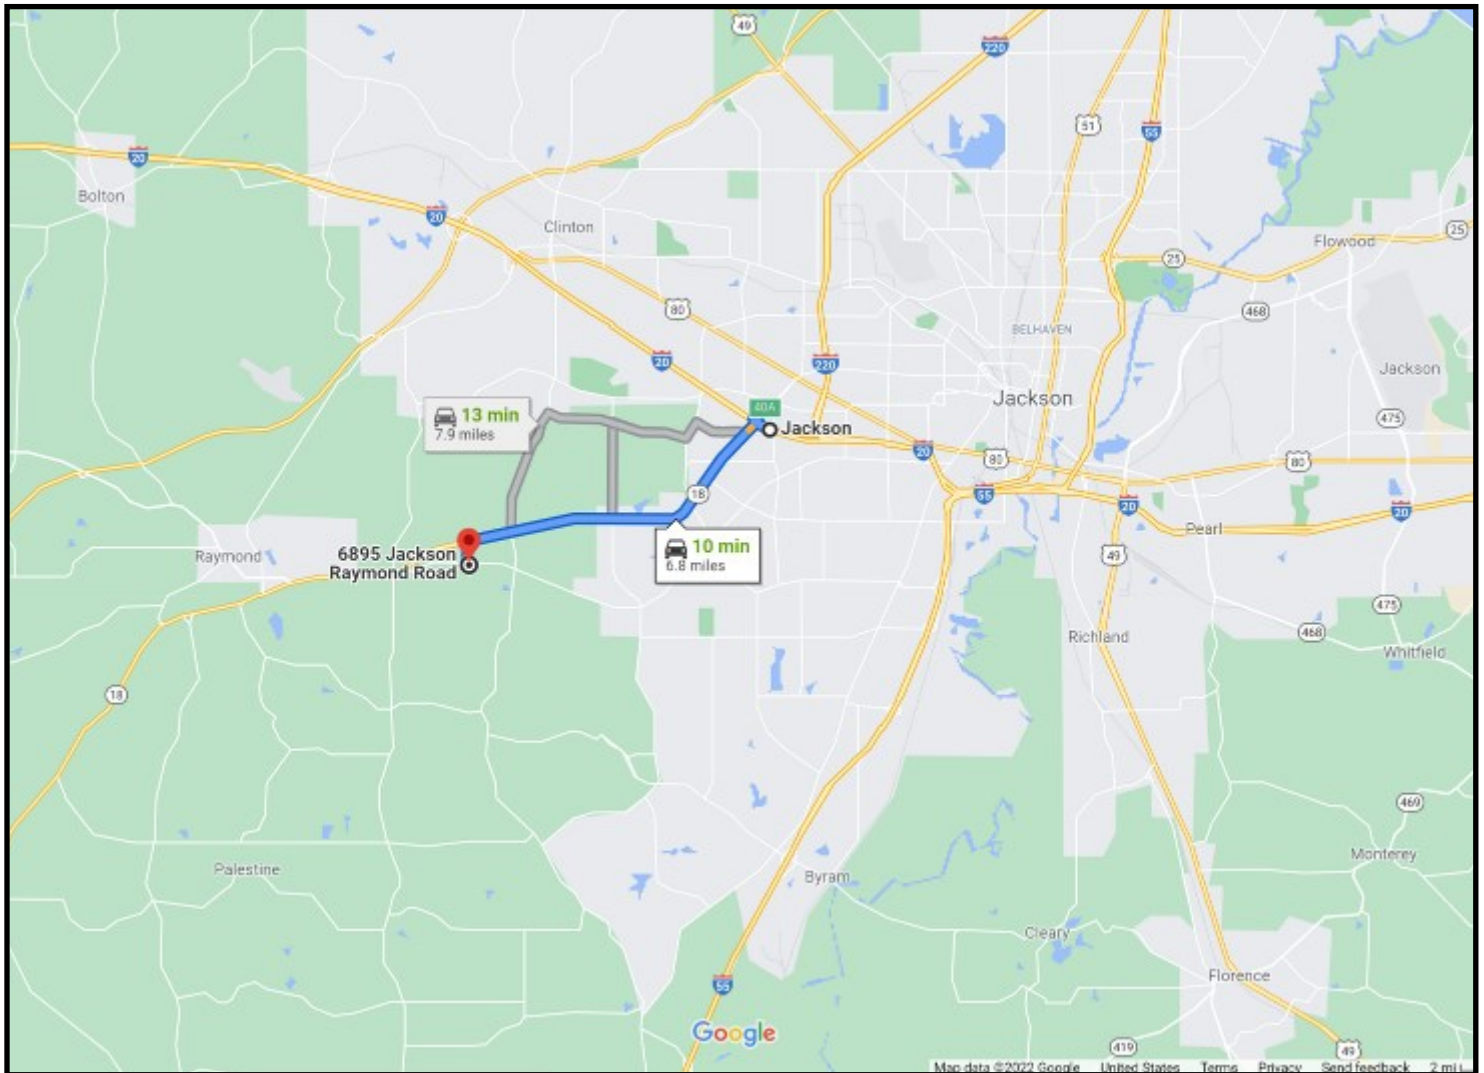 49
220
51
55
20
Bolton
20
Clinton
25
Flowood
25
80
468
BELHAVEN
20
220
Jackson
Jackson
40A
13 min
7.9 miles
Jackson
475
20
80
80
18
55
20
20
Pearl
10 min
6.8 miles
Raymond
6895 Jackson
Raymond Road
49
475
Richland
468
Whitfield
18
469
Palestine
Byram
Monterey
Cleary
Florence
55
Google
419
49
Map data ©2022 Google United States Terms Privacy Send feedback 2 mi